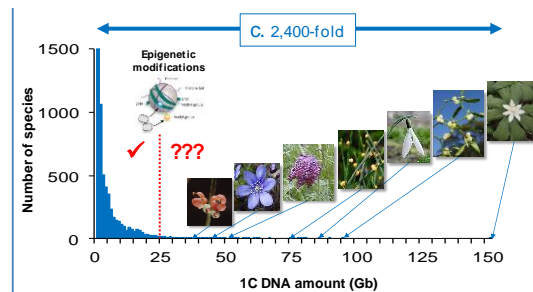 C. 2,400-fold
Epigenetic
modifications
✓ ???
Number of species
1500
1000
500
0
0 25 50 75 100 125 150
1C DNA amount (Gb)